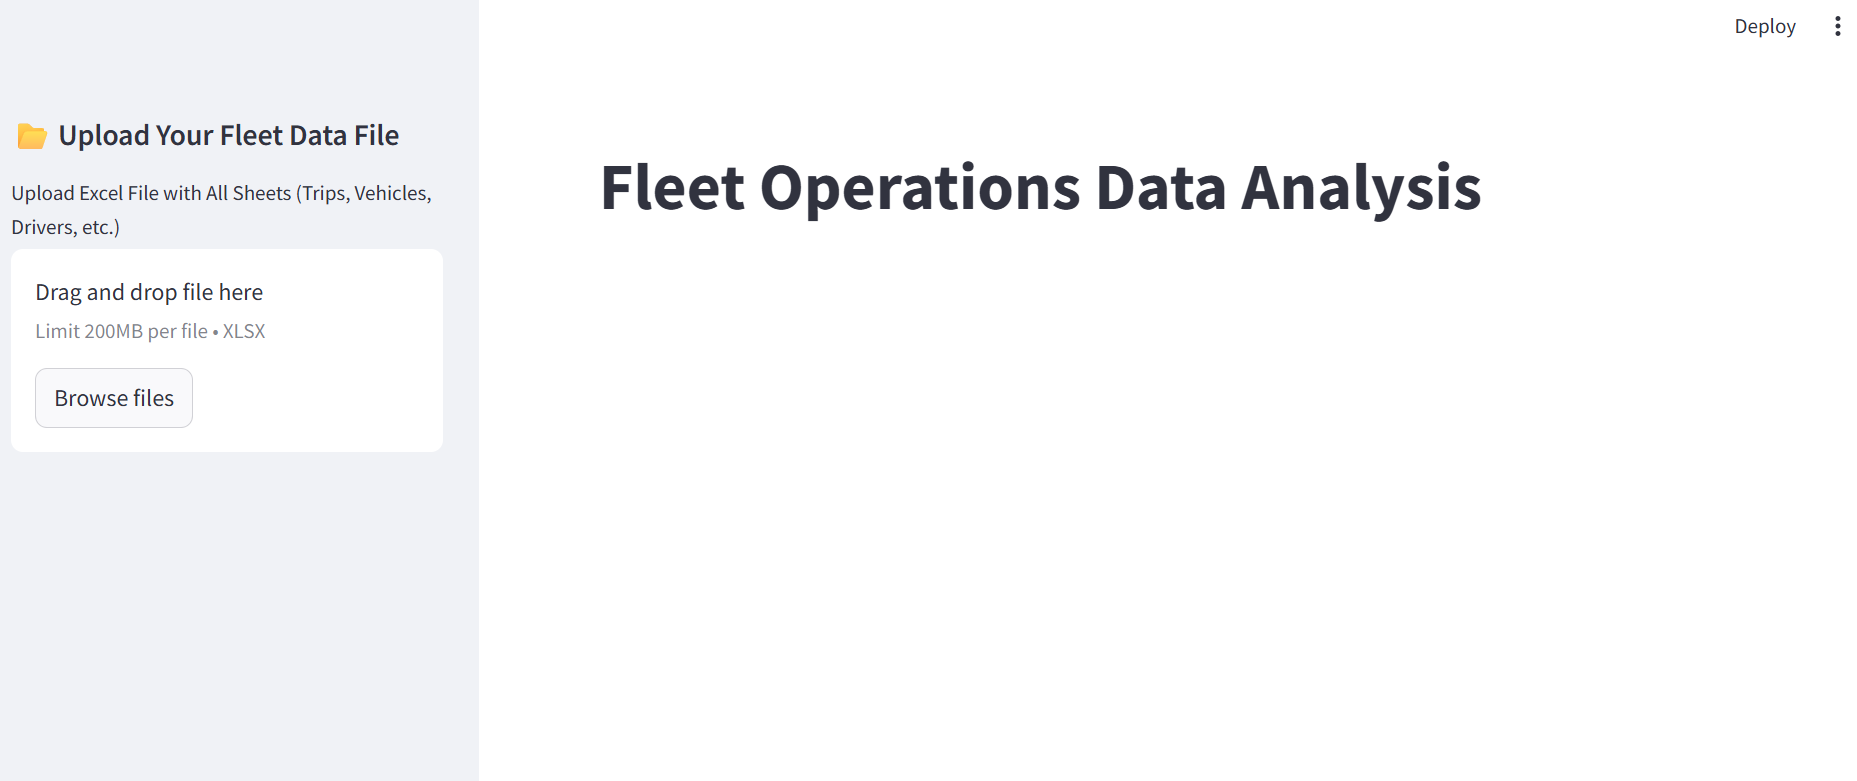 Deploy
Upload Your Fleet Data File
Upload Excel File with All Sheets (Trips, Vehicles,
Drivers, etc.)
Drag and drop file here
Limit 200MB per file • XLSX
Browse files
Fleet Operations Data Analysis